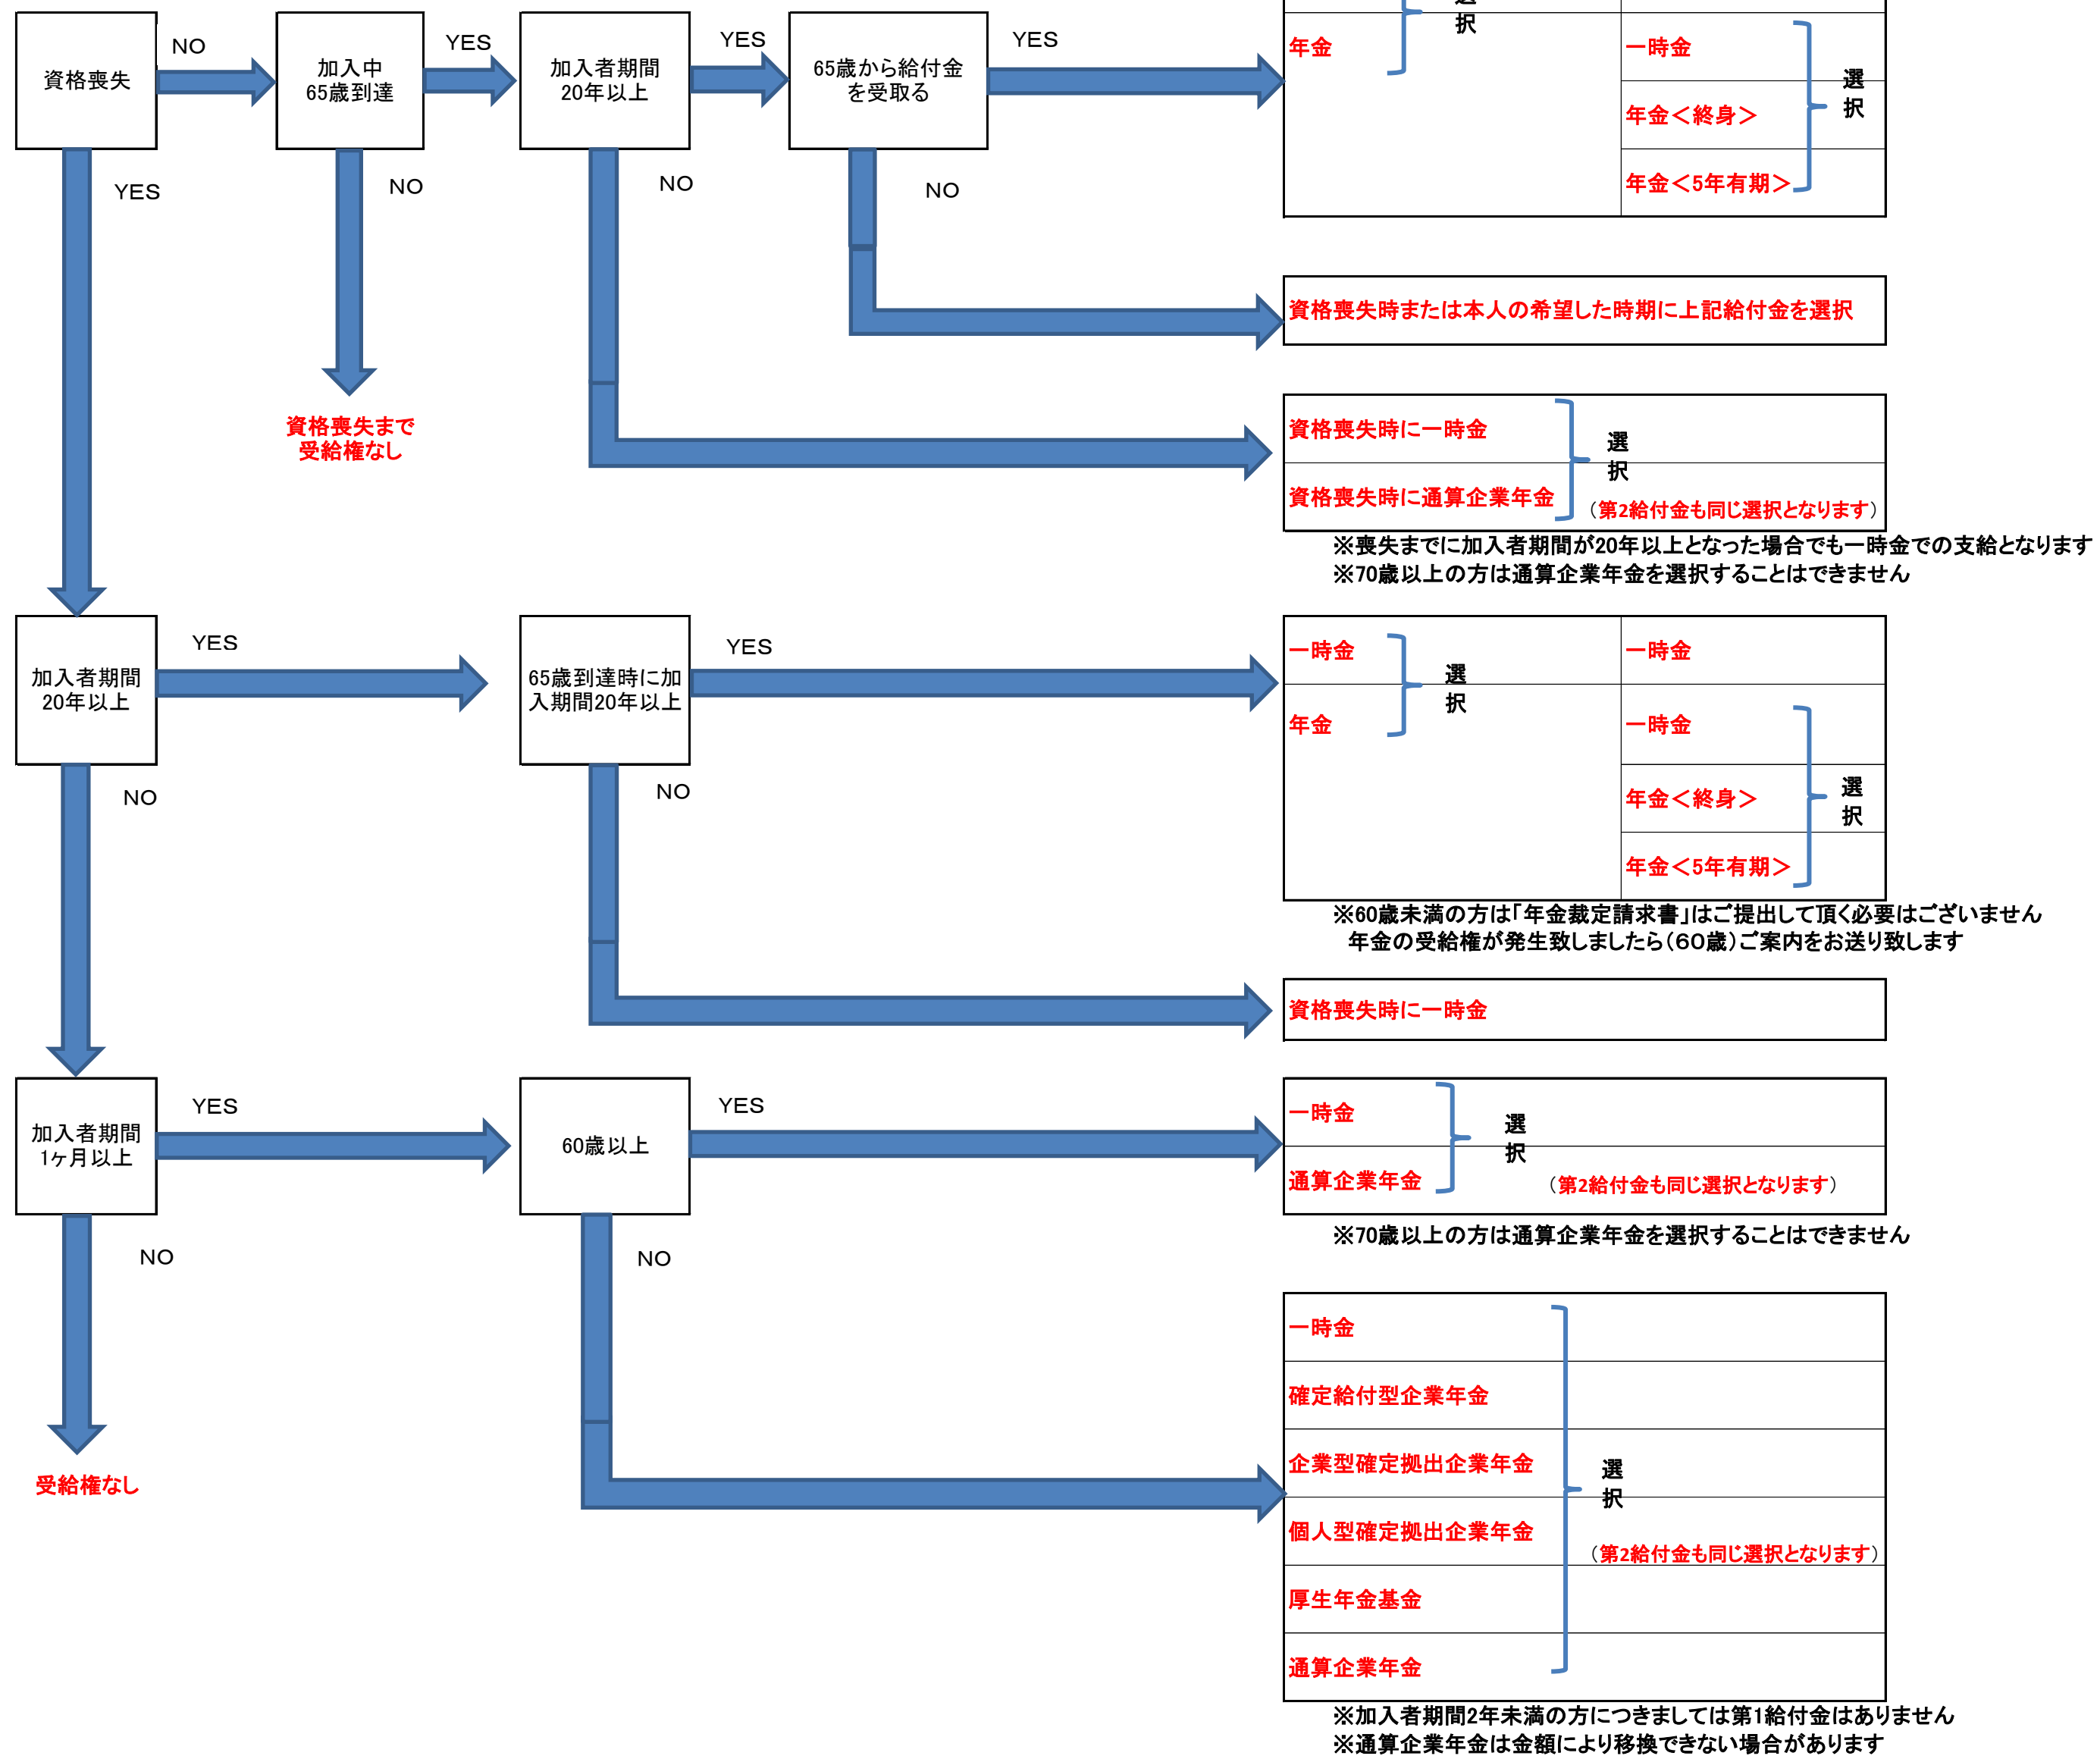 資格喪失
NO
加入中
65歳到達
YES
加入者期間
20年以上
YES
65歳から給付金
を受取る
YES
年金
選
択
一時金
年金＜終身＞
年金＜5年有期＞
選
択
YES
NO
NO
NO
資格喪失時または本人の希望した時期に上記給付金を選択
資格喪失まで
受給権なし
資格喪失時に一時金
資格喪失時に通算企業年金
選
択
（第2給付金も同じ選択となります）
※喪失までに加入者期間が20年以上となった場合でも一時金での支給となります
※70歳以上の方は通算企業年金を選択することはできません
加入者期間
20年以上
YES
65歳到達時に加
入期間20年以上
YES
一時金
年金
選
択
一時金
一時金
年金＜終身＞
年金＜5年有期＞
選
択
NO
NO
※60歳未満の方は「年金裁定請求書」はご提出して頂く必要はございません
年金の受給権が発生致しましたら（６０歳）ご案内をお送り致します
資格喪失時に一時金
加入者期間
1ヶ月以上
YES
60歳以上
YES
一時金
通算企業年金
選
択
（第2給付金も同じ選択となります）
※70歳以上の方は通算企業年金を選択することはできません
NO
NO
受給権なし
一時金
確定給付型企業年金
企業型確定拠出企業年金
個人型確定拠出企業年金
厚生年金基金
通算企業年金
選
択
（第2給付金も同じ選択となります）
※加入者期間2年未満の方につきましては第1給付金はありません
※通算企業年金は金額により移換できない場合があります